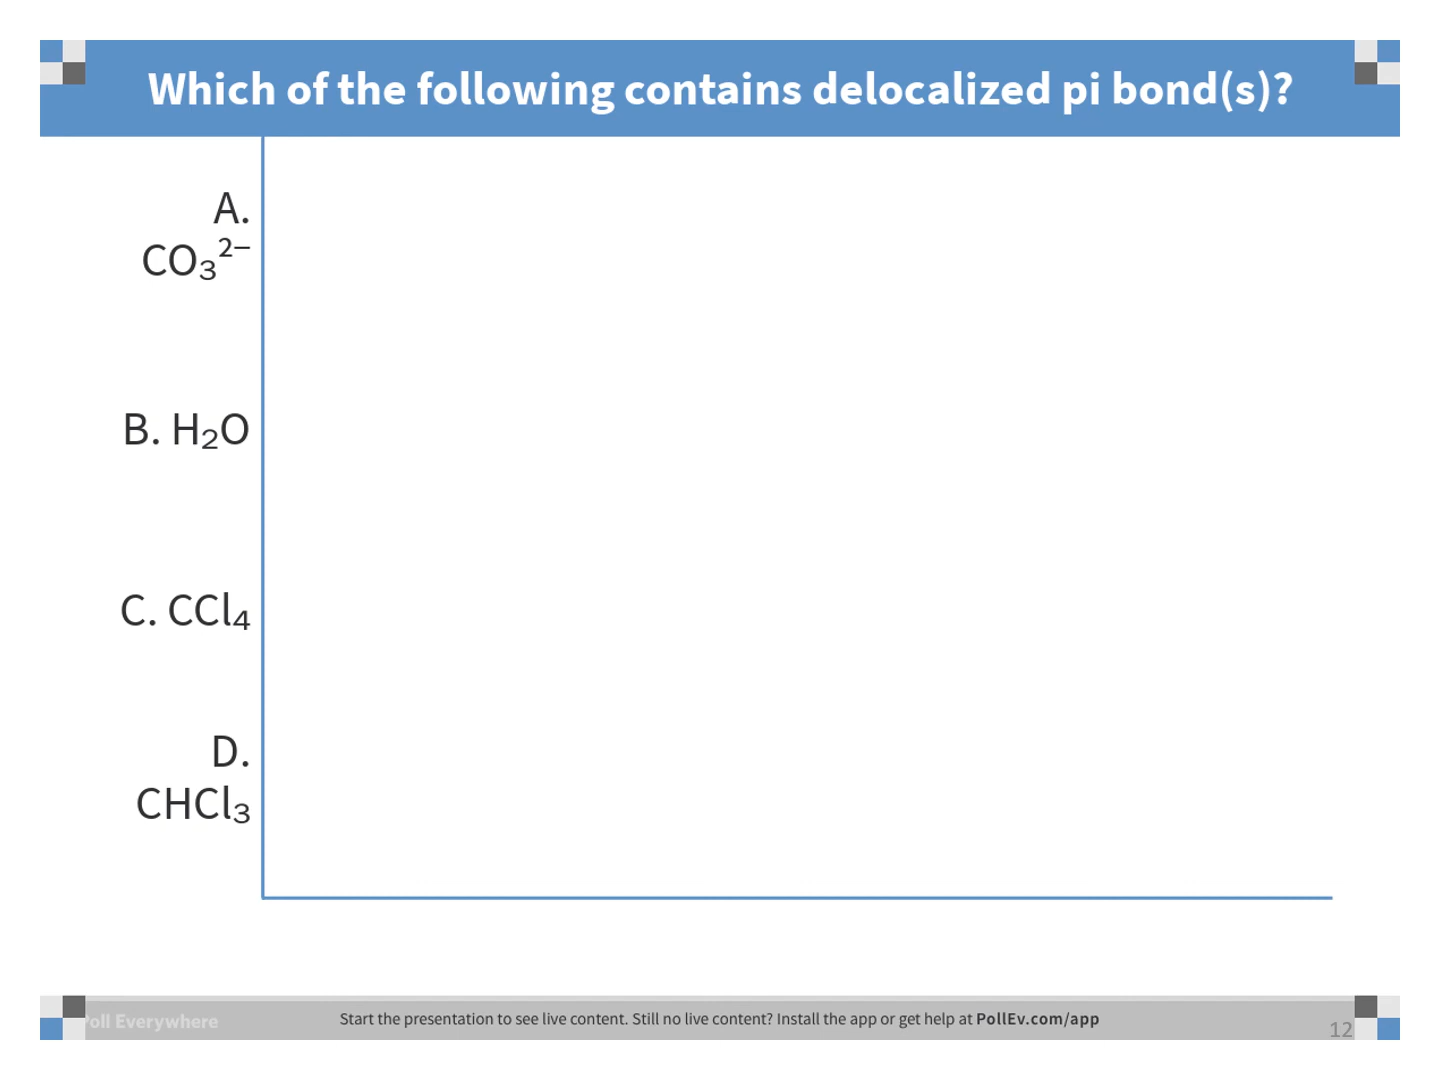 Which of the following contains delocalized pi bond(s)?
A.
CO₃²⁻
B. H₂O
C. CCl₄
D.
CHCl₃
Poll Everywhere
Start the presentation to see live content. Still no live content? Install the app or get help at PollEv.com/app
12